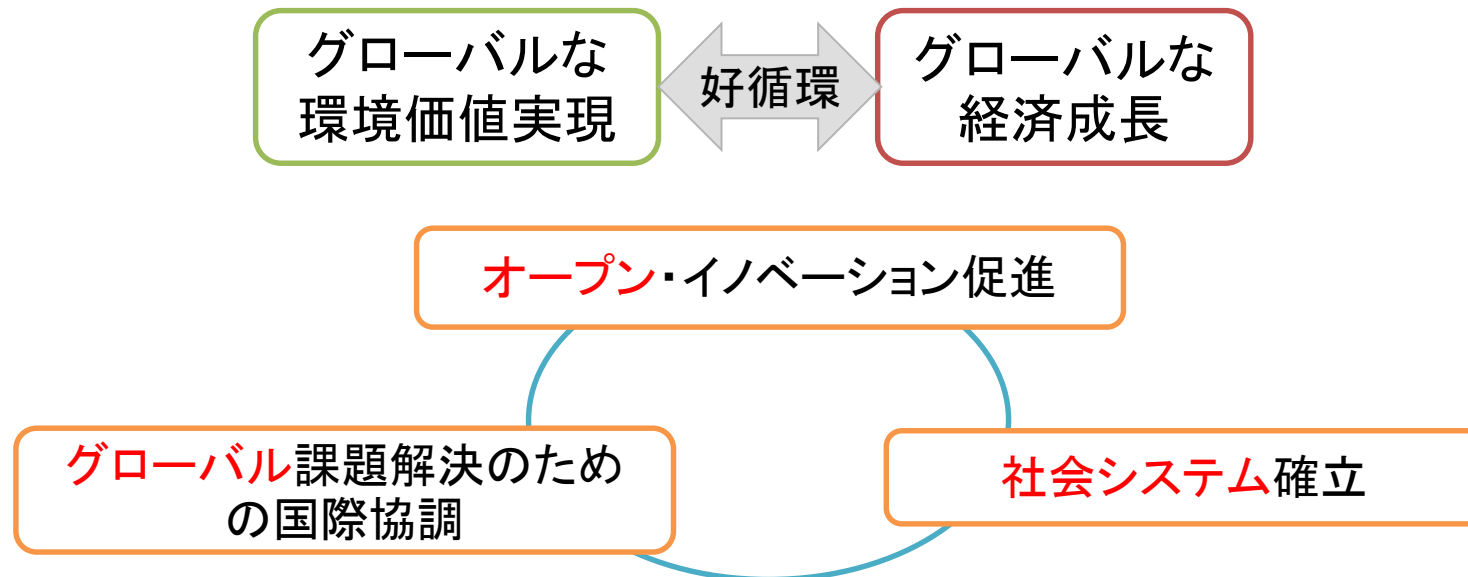 グローバルな
環境価値実現
好循環
グローバルな
経済成長
オープン・イノベーション促進
グローバル課題解決のため
の国際協調
社会システム確立